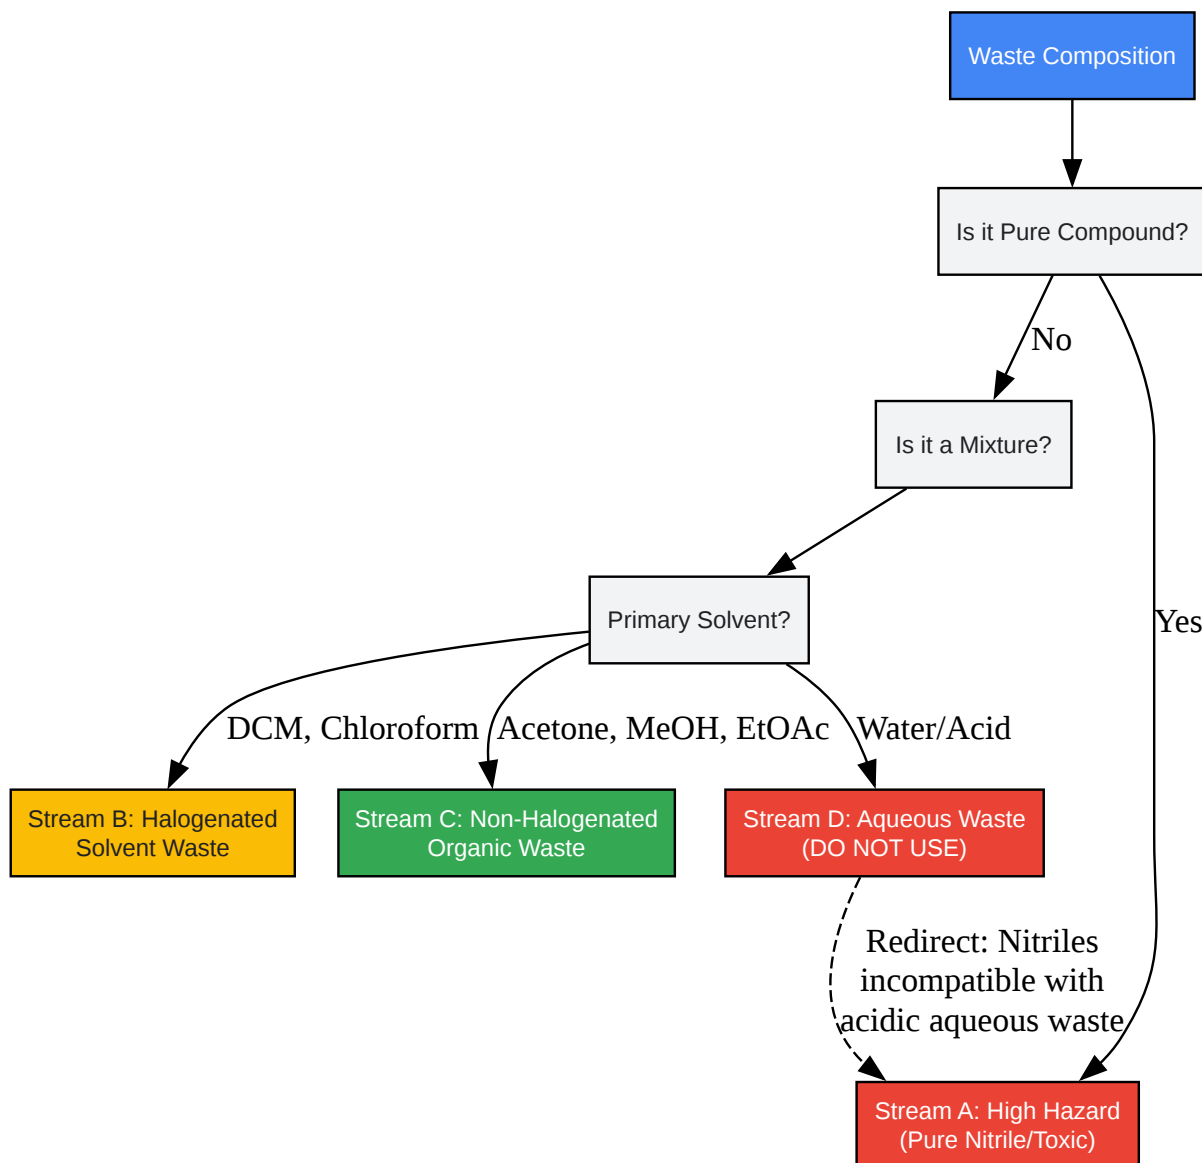 Waste Composition
Is it Pure Compound?
No
Is it a Mixture?
Primary Solvent?
Yes
DCM, Chloroform
Acetone, MeOH, EtOAc
Water/Acid
Stream B: Halogenated
Solvent Waste
Stream C: Non-Halogenated
Organic Waste
Stream D: Aqueous Waste
(DO NOT USE)
Redirect: Nitriles
incompatible with
acidic aqueous waste
Stream A: High Hazard
(Pure Nitrile/Toxic)